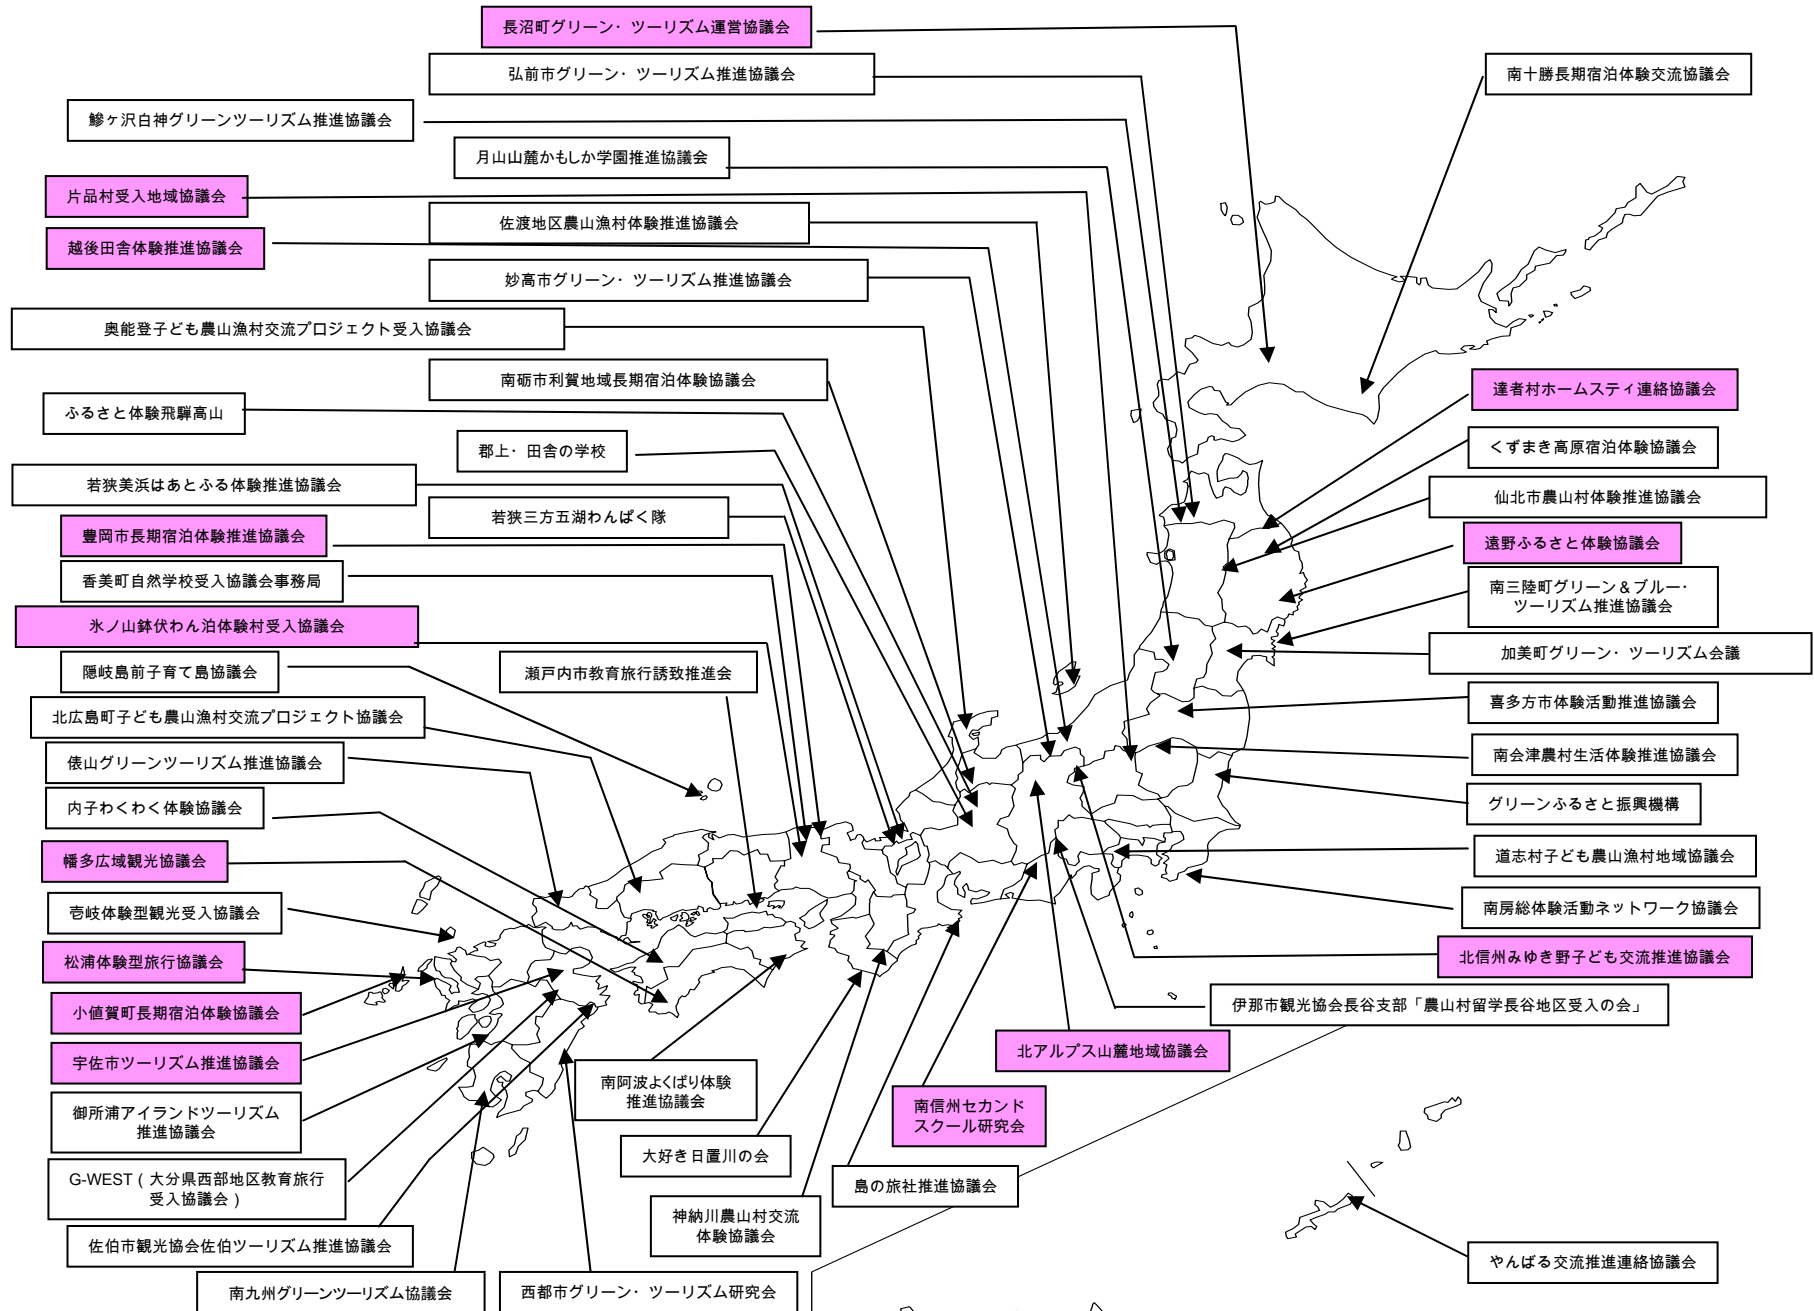 長沼町グリーン・ツーリズム運営協議会
弘前市グリーン・ツーリズム推進協議会
南十勝長期宿泊体験交流協議会
鰺ヶ沢白神グリーンツーリズム推進協議会
月山山麓かもしか学園推進協議会
片品村受入地域協議会
佐渡地区農山漁村体験推進協議会
越後田舎体験推進協議会
妙高市グリーン・ツーリズム推進協議会
奥能登子ども農山漁村交流プロジェクト受入協議会
南砺市利賀地域長期宿泊体験協議会
達者村ホームスティ連絡協議会
ふるさと体験飛騨高山
郡上・田舎の学校
くずまき高原宿泊体験協議会
若狭美浜はあとふる体験推進協議会
仙北市農山村体験推進協議会
若狭三方五湖わんぱく隊
豊岡市長期宿泊体験推進協議会
遠野ふるさと体験協議会
香美町自然学校受入協議会事務局
南三陸町グリーン＆ブルー・
ツーリズム推進協議会
氷ノ山鉢伏わん泊体験村受入協議会
加美町グリーン・ツーリズム会議
隠岐島前子育て島協議会
瀬戸内市教育旅行誘致推進会
喜多方市体験活動推進協議会
北広島町子ども農山漁村交流プロジェクト協議会
南会津農村生活体験推進協議会
俵山グリーンツーリズム推進協議会
グリーンふるさと振興機構
内子わくわく体験協議会
道志村子ども農山漁村地域協議会
幡多広域観光協議会
南房総体験活動ネットワーク協議会
壱岐体験型観光受入協議会
北信州みゆき野子ども交流推進協議会
松浦体験型旅行協議会
伊那市観光協会長谷支部「農山村留学長谷地区受入の会」
小値賀町長期宿泊体験協議会
北アルプス山麓地域協議会
宇佐市ツーリズム推進協議会
南阿波よくばり体験
推進協議会
南信州セカンド
スクール研究会
御所浦アイランドツーリズム
推進協議会
大好き日置川の会
G-WEST（大分県西部地区教育旅行
受入協議会）
島の旅社推進協議会
神納川農山村交流
体験協議会
佐伯市観光協会佐伯ツーリズム推進協議会
やんばる交流推進連絡協議会
南九州グリーンツーリズム協議会
西都市グリーン・ツーリズム研究会